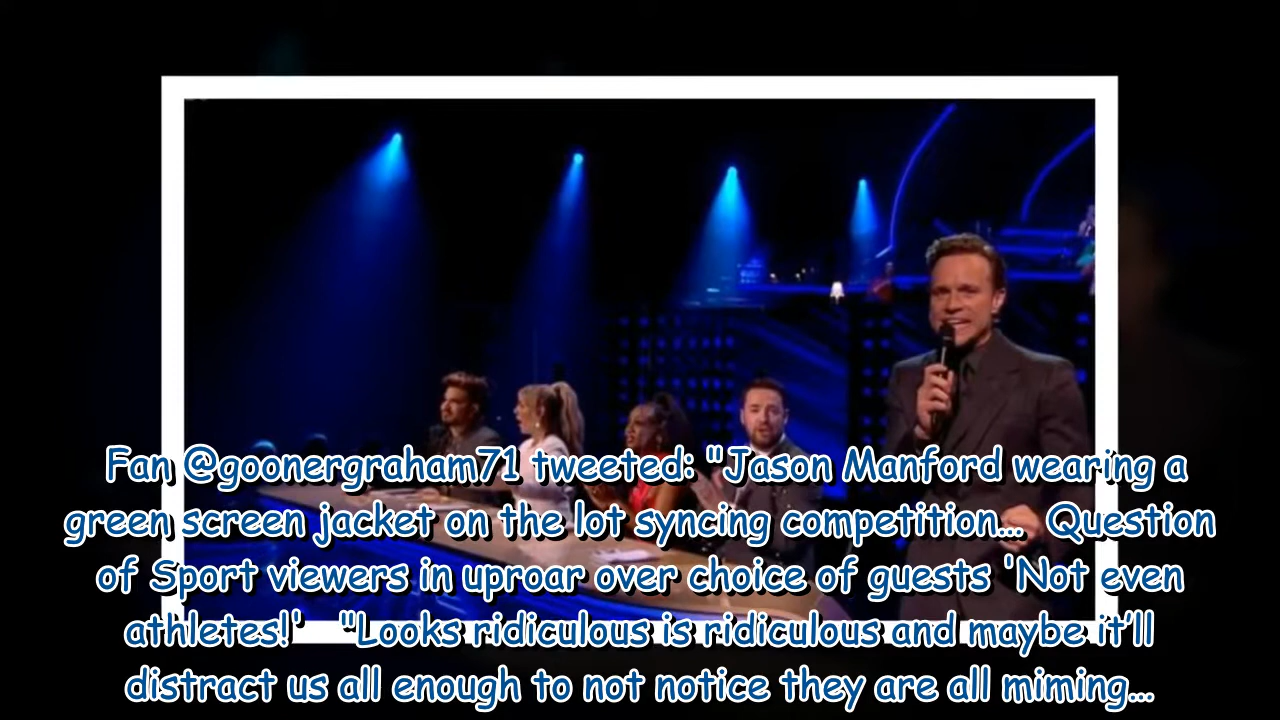 Fan @goonergraham71 tweeted: "Jason Manford wearing a
green screen jacket on the lot syncing competition... Question
of Sport viewers in uproar over choice of guests 'Not even
athletes!' "Looks ridiculous is ridiculous and maybe it'll
distract us all enough to not notice they are all miming...